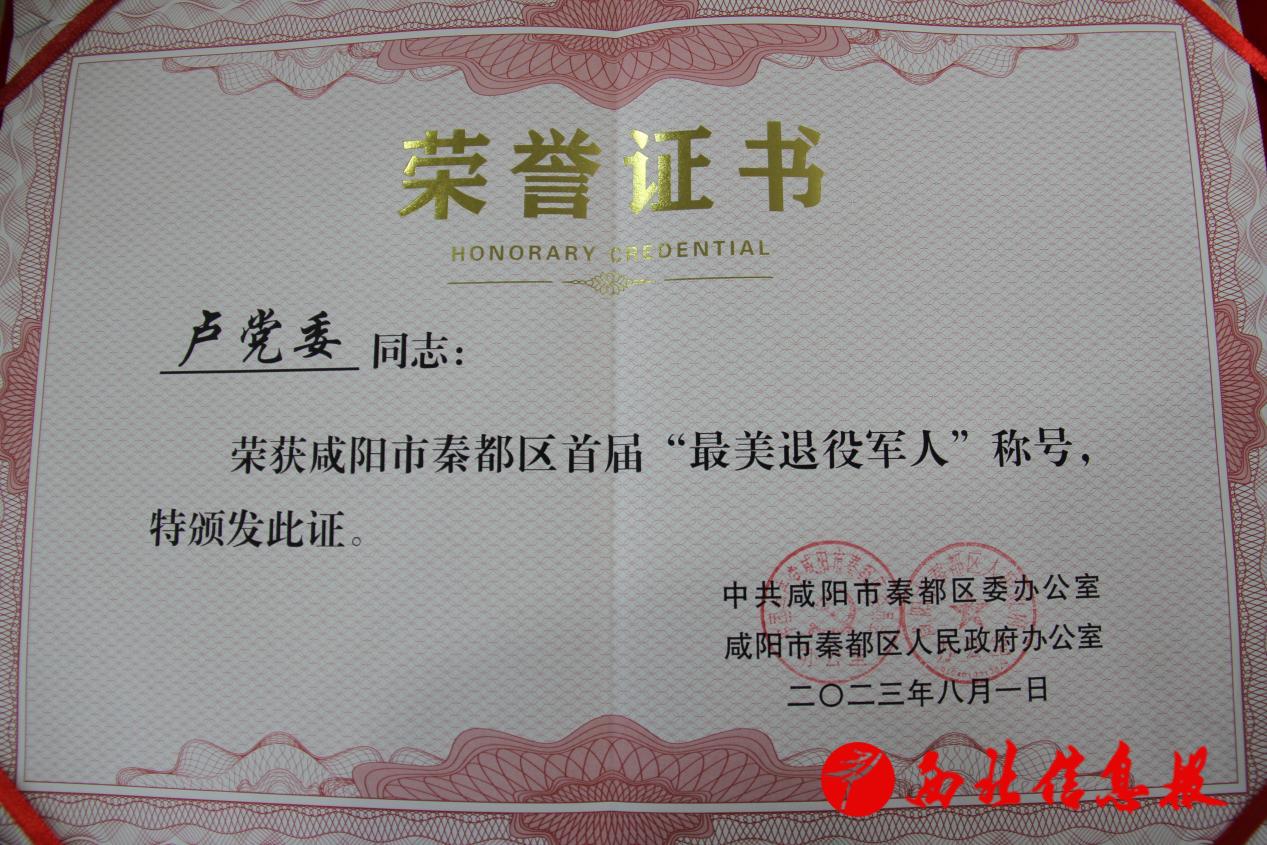 荣誉证书
HONORARY CREDENTIAL
卢党委 同志：
荣获咸阳市秦都区首届“最美退役军人”称号，
特颁发此证。
中共咸阳市秦都区委办公室
咸阳市秦都区人民政府办公室
二〇二三年八月一日
西北信息报